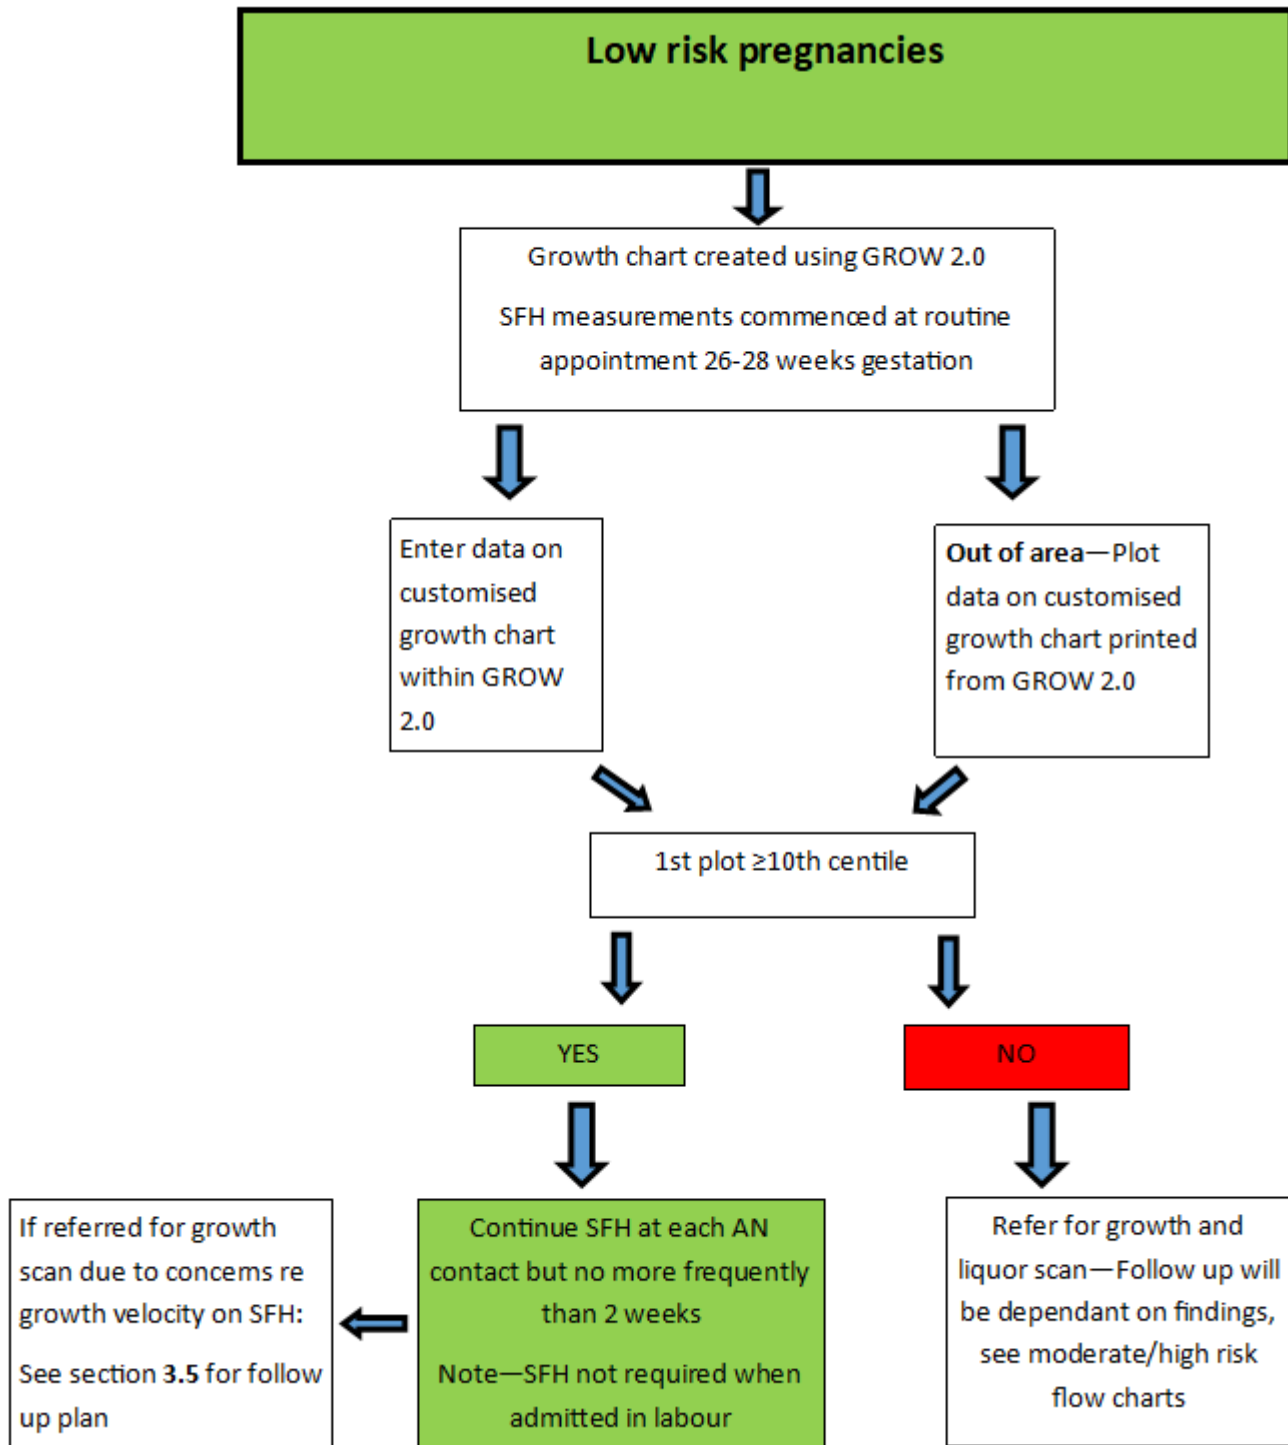 Low risk pregnancies
Growth chart created using GROW 2.0
SFH measurements commenced at routine
appointment 26-28 weeks gestation
Enter data on
customised
growth chart
within GROW
2.0
Out of area—Plot
data on customised
growth chart printed
from GROW 2.0
1st plot ≥10th centile
YES
NO
If referred for growth
scan due to concerns re
growth velocity on SFH:
See section 3.5 for follow
up plan
Continue SFH at each AN
contact but no more frequently
than 2 weeks
Note—SFH not required when
admitted in labour
Refer for growth and
liquor scan—Follow up will
be dependant on findings,
see moderate/high risk
flow charts